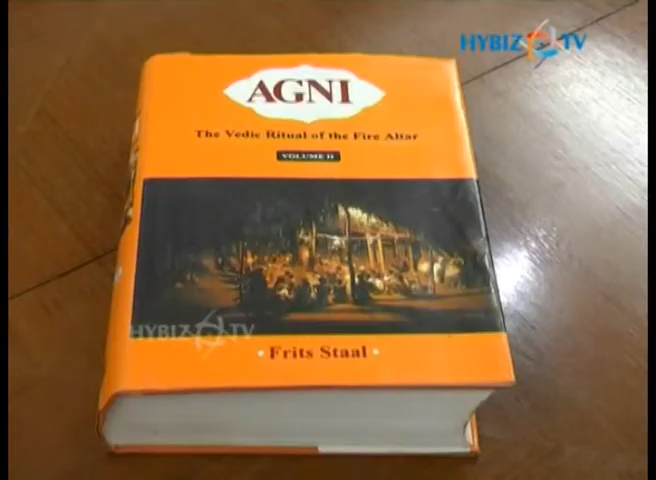 HYBIZ TV
AGNI
The Vedic Ritual of the Fire Altar
VOLUME II
HYBIZ TV
• Frits Staal •